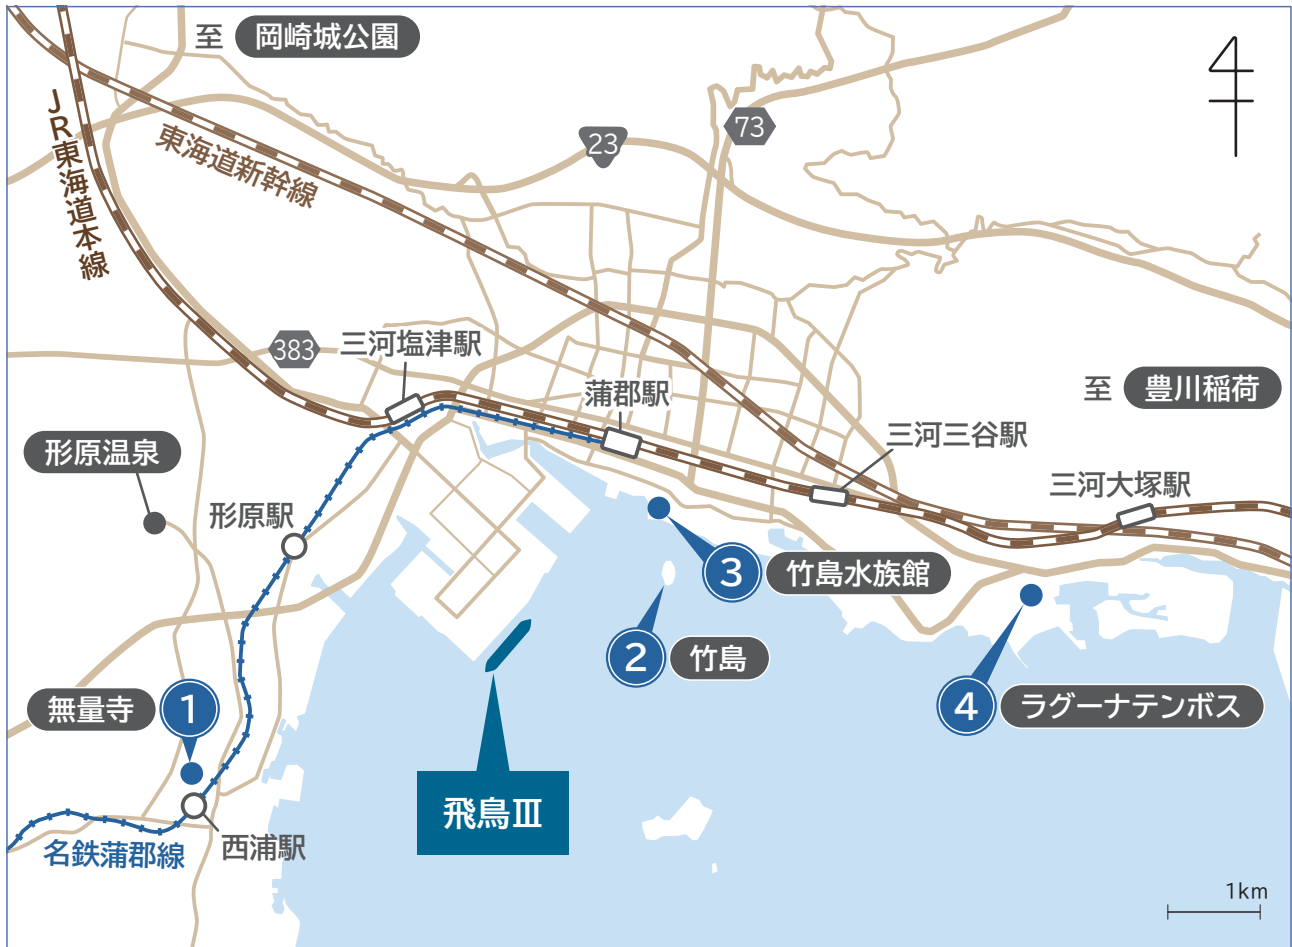 至 岡崎城公園
JR東海道本線
東海道新幹線
23
73
383
三河塩津駅
蒲郡駅
至 豊川稲荷
三河三谷駅
三河大塚駅
形原温泉
形原駅
3 竹島水族館
2 竹島
無量寺 1
4 ラグーナテンボス
飛鳥Ⅲ
西浦駅
名鉄蒲郡線
1km